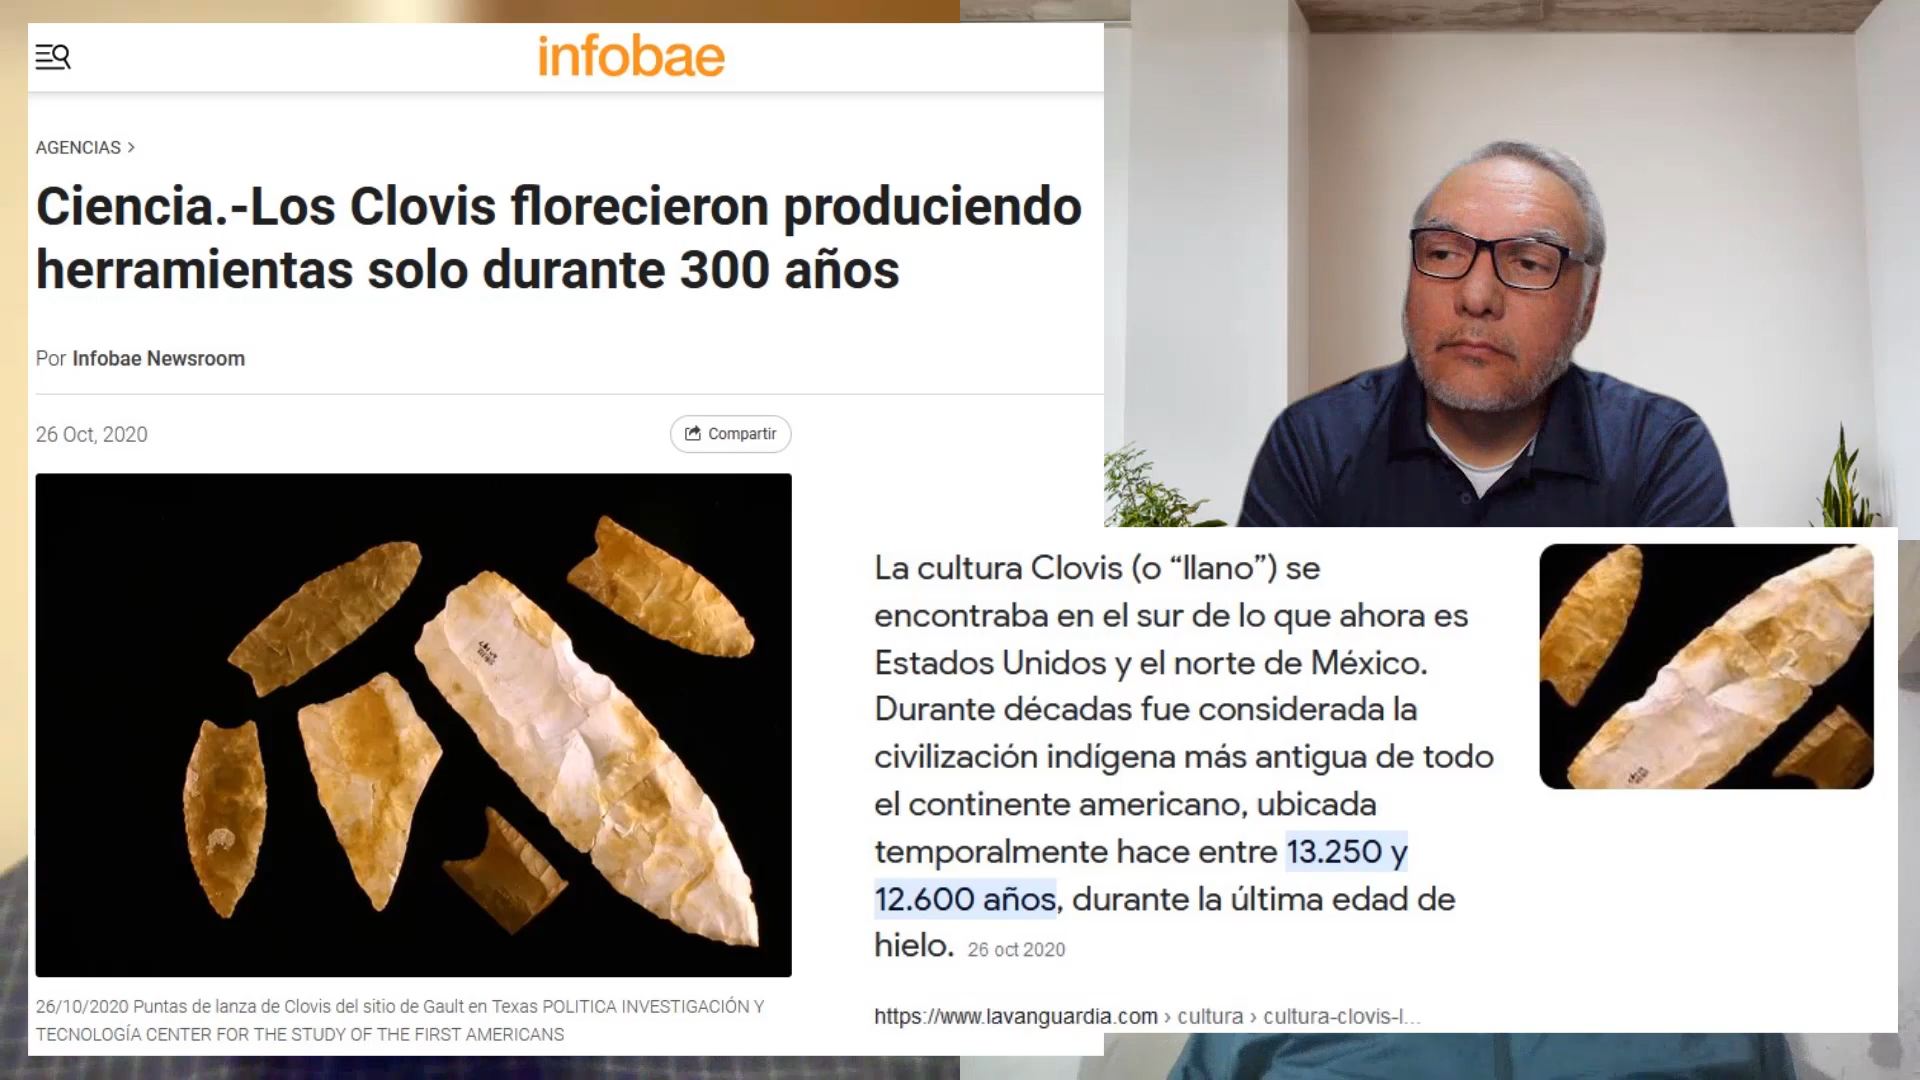 infobae
AGENCIAS >
Ciencia.-Los Clovis florecieron produciendo
herramientas solo durante 300 años
Por Infobae Newsroom
26 Oct, 2020
Compartir
26/10/2020 Puntas de lanza de Clovis del sitio de Gault en Texas POLITICA INVESTIGACIÓN Y
TECNOLOGÍA CENTER FOR THE STUDY OF THE FIRST AMERICANS
La cultura Clovis (o “llano”) se
encontraba en el sur de lo que ahora es
Estados Unidos y el norte de México.
Durante décadas fue considerada la
civilización indígena más antigua de todo
el continente americano, ubicada
temporalmente hace entre 13.250 y
12.600 años, durante la última edad de
hielo. 26 oct 2020
https://www.lavanguardia.com › cultura › cultura-clovis-l...